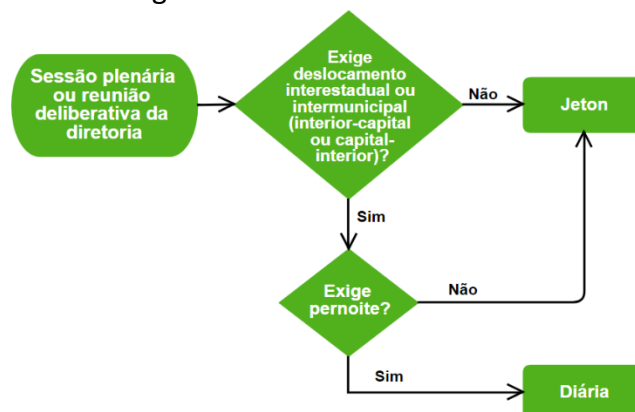 Sessão plenária
ou reunião
deliberativa da
diretoria
Exige
deslocamento
interestadual ou
intermunicipal
(interior-capital
ou capital-
interior)?
Não
Jeton
Sim
Exige
pernoite?
Não
Sim
Diária